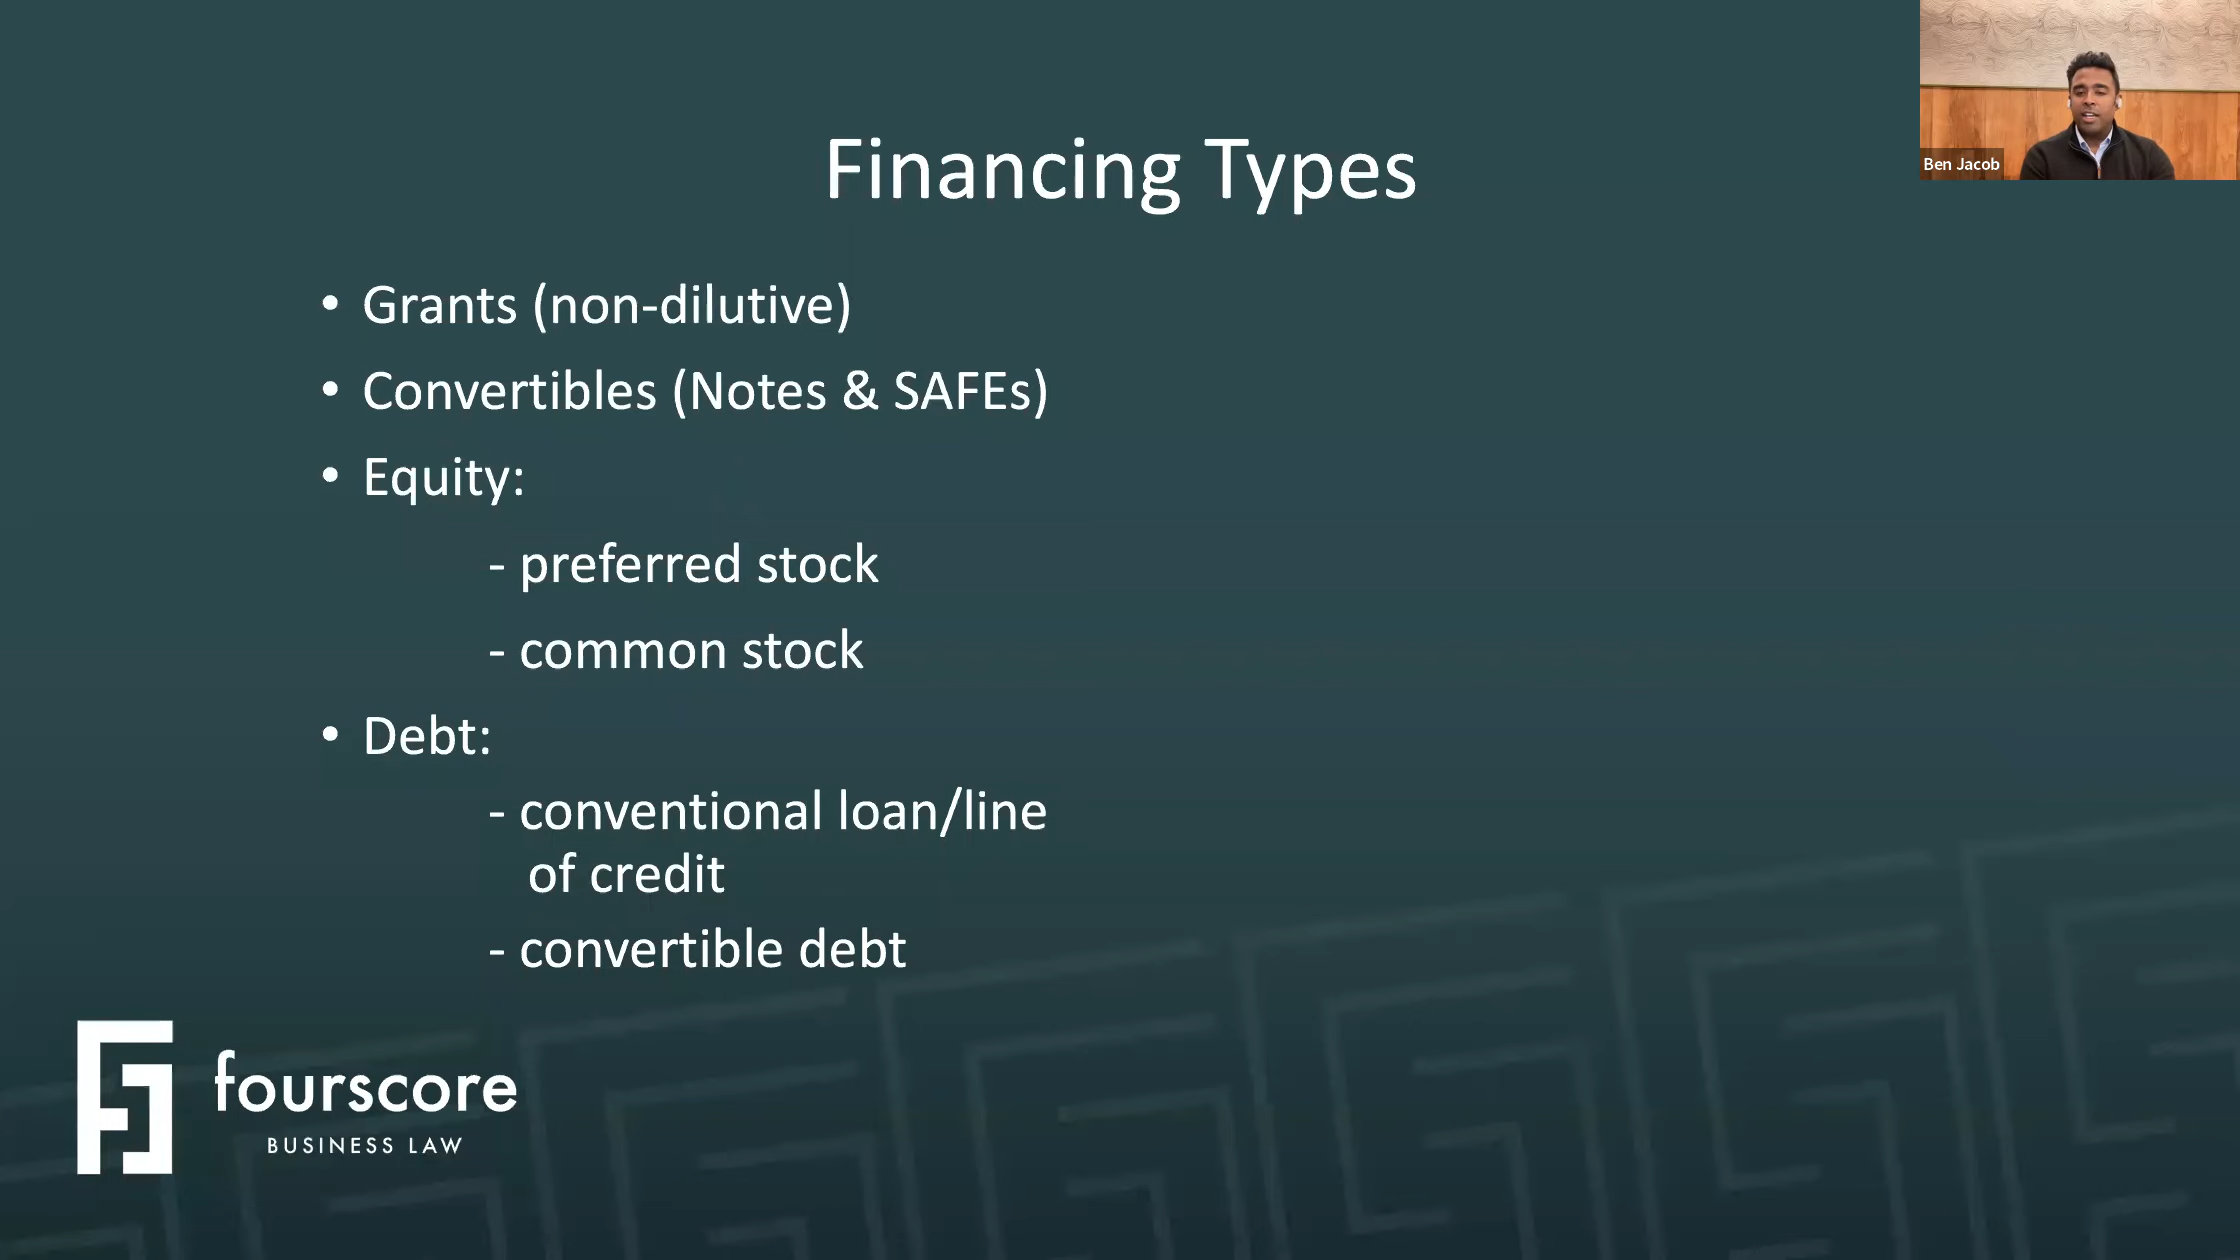 Financing Types
Ben Jacob
• Grants (non-dilutive)
• Convertibles (Notes & SAFEs)
• Equity:
- preferred stock
- common stock
• Debt:
- conventional loan/line
of credit
- convertible debt
fourscore
BUSINESS LAW